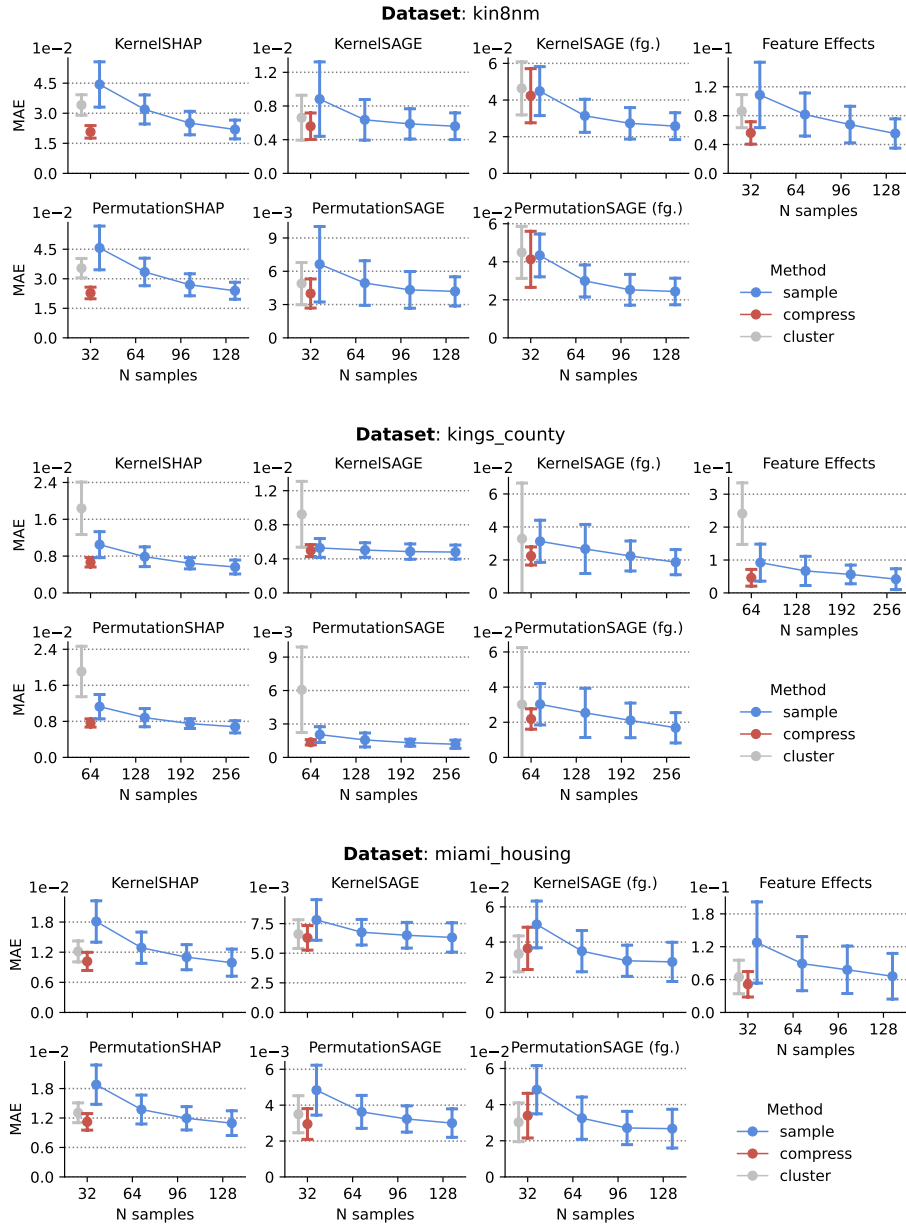 Dataset: kin8nm
1e−2 KernelSHAP KernelSAGE 1e−2 KernelSAGE (fg.) 1e−2 Feature Effects 1e−1
MAE
4.5 3.0 1.5 0.0
1.2 0.8 0.4 0.0
6 4 2 0
1.2 0.8 0.4
32 64 96 128
N samples
1e−2 PermutationSHAP 1e−3 PermutationSAGE 1e−2 PermutationSAGE (fg.)
MAE
4.5 3.0 1.5 0.0
9 6 3 0
6 4 2 0
32 64 96 128
32 64 96 128
32 64 96 128
N samples N samples N samples
Method
sample
compress
cluster
Dataset: kings_county
1e−2 KernelSHAP 1e−2 KernelSAGE 1e−2 KernelSAGE (fg.) 1e−1 Feature Effects
MAE
2.4 1.6 0.8 0.0
1.2 0.8 0.4 0.0
6 4 2 0
3 2 1 0
64 128 192 256
N samples
1e−2 PermutationSHAP 1e−3 PermutationSAGE 1e−2 PermutationSAGE (fg.)
MAE
2.4 1.6 0.8 0.0
9 6 3 0
6 4 2 0
64 128 192 256
64 128 192 256
64 128 192 256
N samples N samples N samples
Method
sample
compress
cluster
Dataset: miami_housing
1e−2 KernelSHAP 1e−3 KernelSAGE 1e−2 KernelSAGE (fg.) 1e−1 Feature Effects
MAE
1.8 1.2 0.6 0.0
7.5 5.0 2.5 0.0
6 4 2 0
1.8 1.2 0.6 0.0
32 64 96 128
N samples
1e−2 PermutationSHAP 1e−3 PermutationSAGE 1e−2 PermutationSAGE (fg.)
MAE
1.8 1.2 0.6 0.0
6 4 2 0
6 4 2 0
32 64 96 128
32 64 96 128
32 64 96 128
N samples N samples N samples
Method
sample
compress
cluster